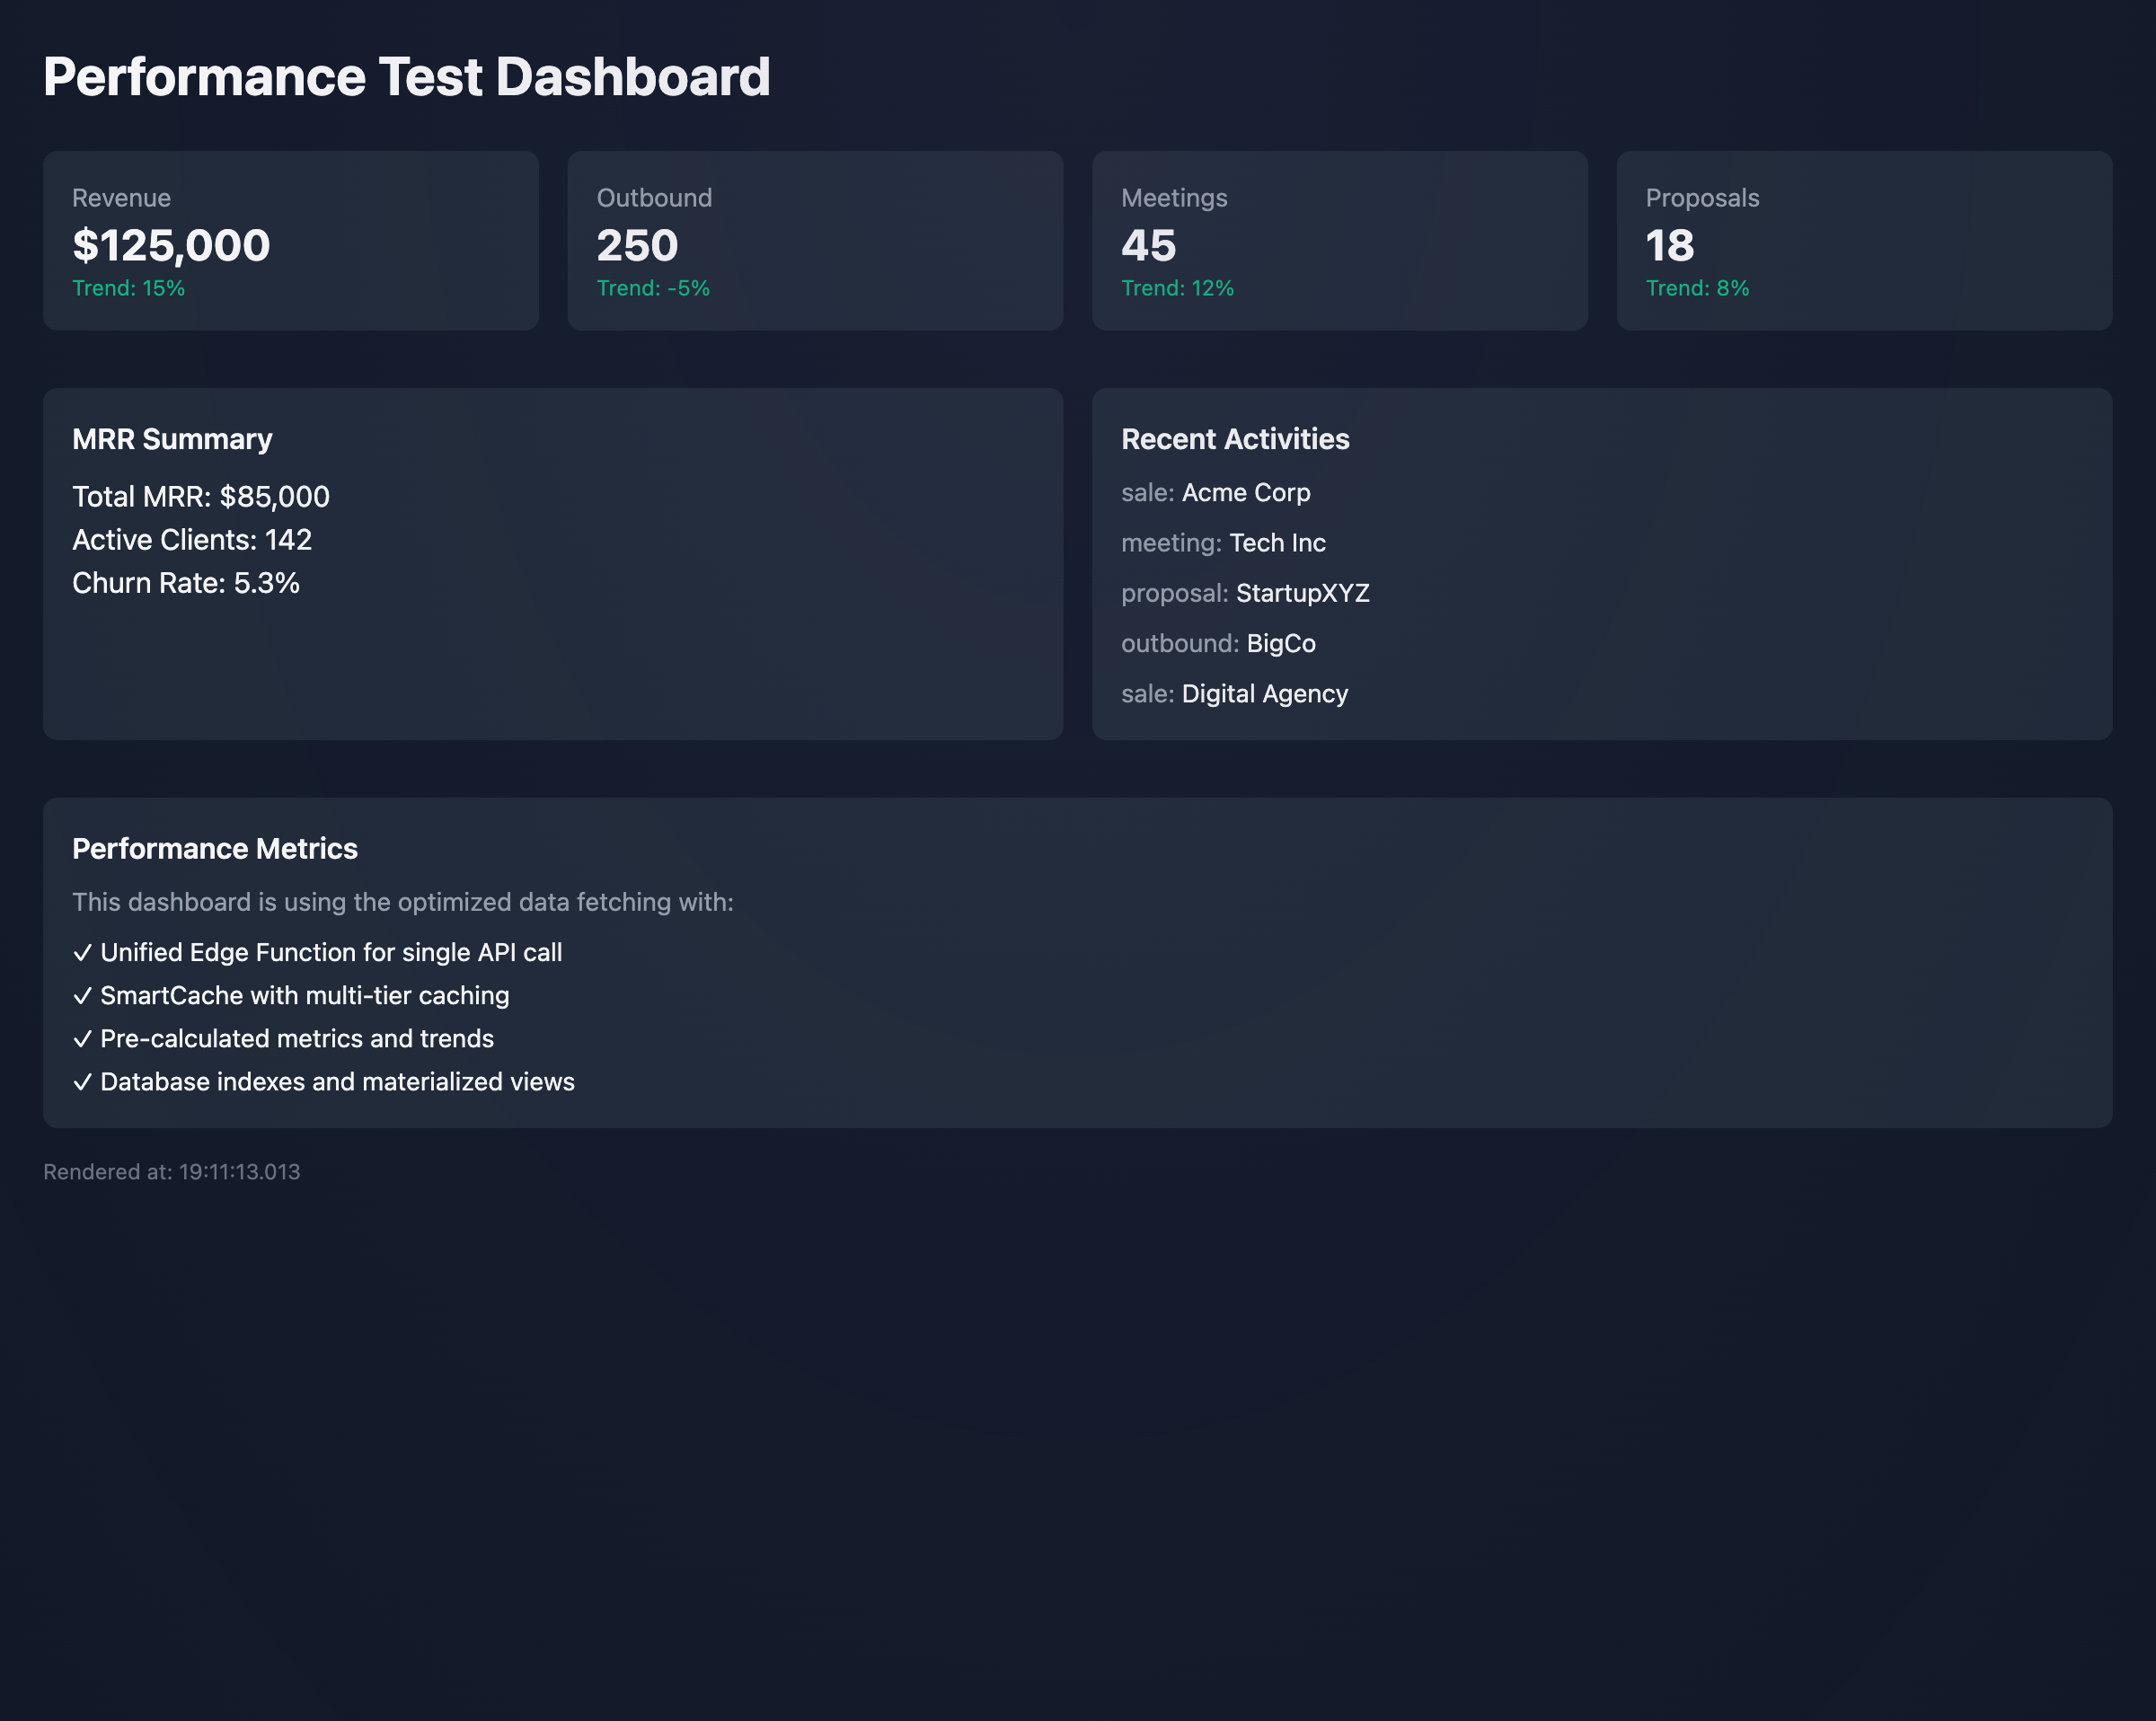 Performance Test Dashboard
Revenue
$125,000
Trend: 15%
Outbound
250
Trend: -5%
Meetings
45
Trend: 12%
Proposals
18
Trend: 8%
MRR Summary
Total MRR: $85,000
Active Clients: 142
Churn Rate: 5.3%
Recent Activities
sale: Acme Corp
meeting: Tech Inc
proposal: StartupXYZ
outbound: BigCo
sale: Digital Agency
Performance Metrics
This dashboard is using the optimized data fetching with:
✓ Unified Edge Function for single API call
✓ SmartCache with multi-tier caching
✓ Pre-calculated metrics and trends
✓ Database indexes and materialized views
Rendered at: 19:11:13.013